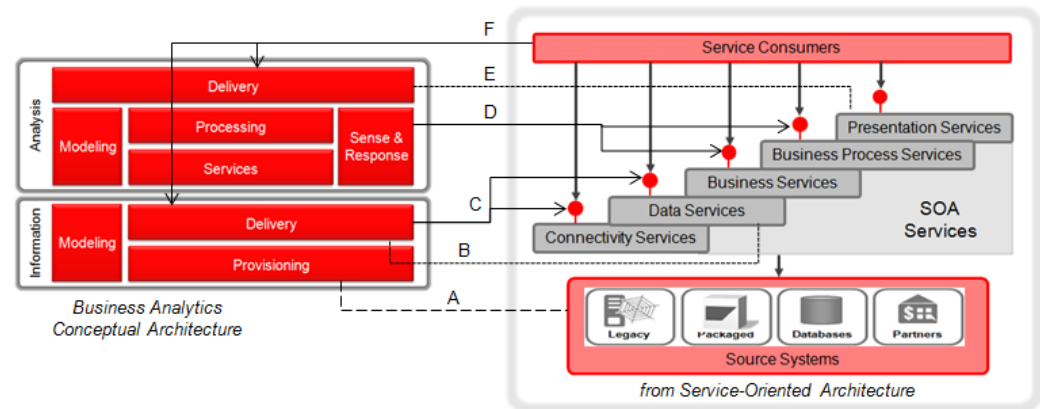 F
Service Consumers
Analysis
Delivery
E
Modeling
Processing
Services
Sense &
Response
D
Presentation Services
Business Process Services
Business Services
Data Services
Connectivity Services
SOA
Services
Information
Modeling
Delivery
Provisioning
C
B
A
Business Analytics
Conceptual Architecture
Legacy
Packaged
Databases
Partners
Source Systems
from Service-Oriented Architecture